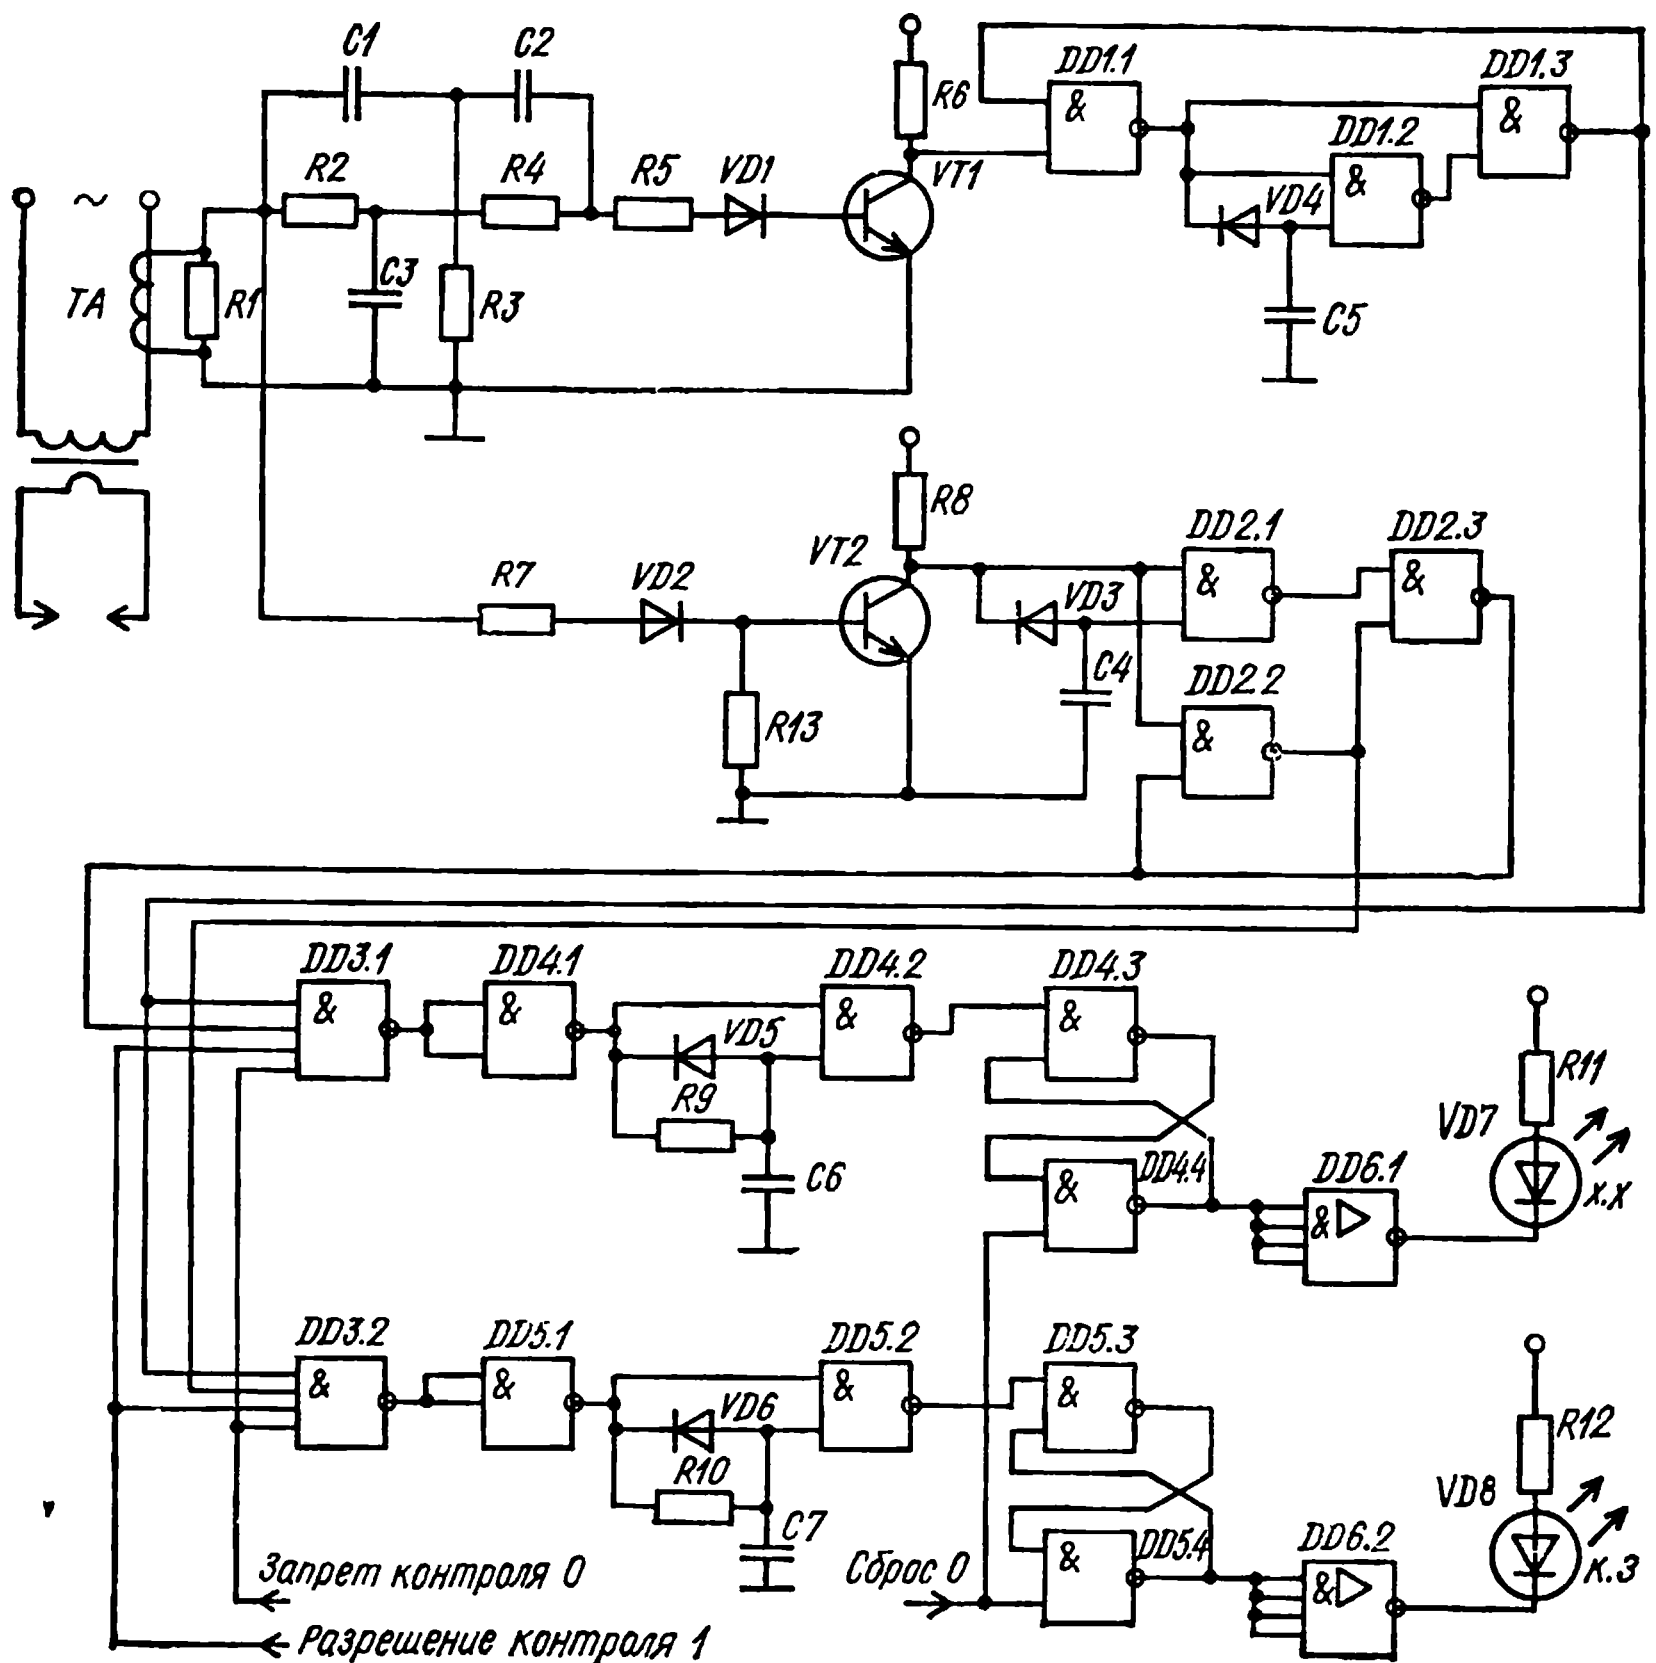 C1
C2
R6
DD1.1
&
DD1.3
&
DD1.2
&
R2
R4
R5
VD1
VT1
VD4
~
TA
R1
C3
R3
C5
R8
VT2
DD2.1
&
DD2.3
&
R7
VD2
VD3
C4
DD2.2
&
R13
DD3.1
&
DD4.1
&
DD4.2
&
DD4.3
&
VD5
R9
C6
DD4.4
&
DD6.1
&
R11
VD7
х.х
DD3.2
&
DD5.1
&
DD5.2
&
DD5.3
&
VD6
R10
C7
DD5.4
&
DD6.2
&
R12
VD8
к.з
Запрет контроля 0
Сброс 0
Разрешение контроля 1